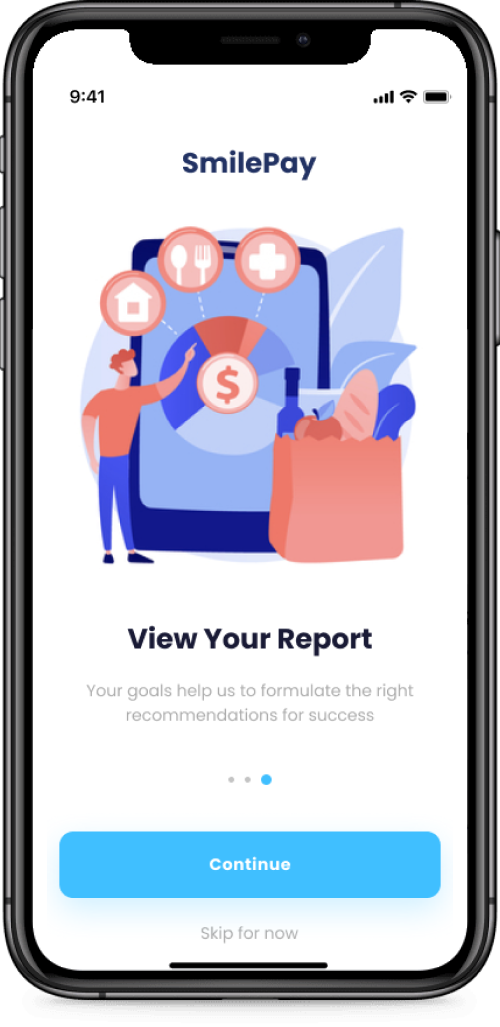 9:41
SmilePay
$
View Your Report
Your goals help us to formulate the right
recommendations for success
Continue
Skip for now